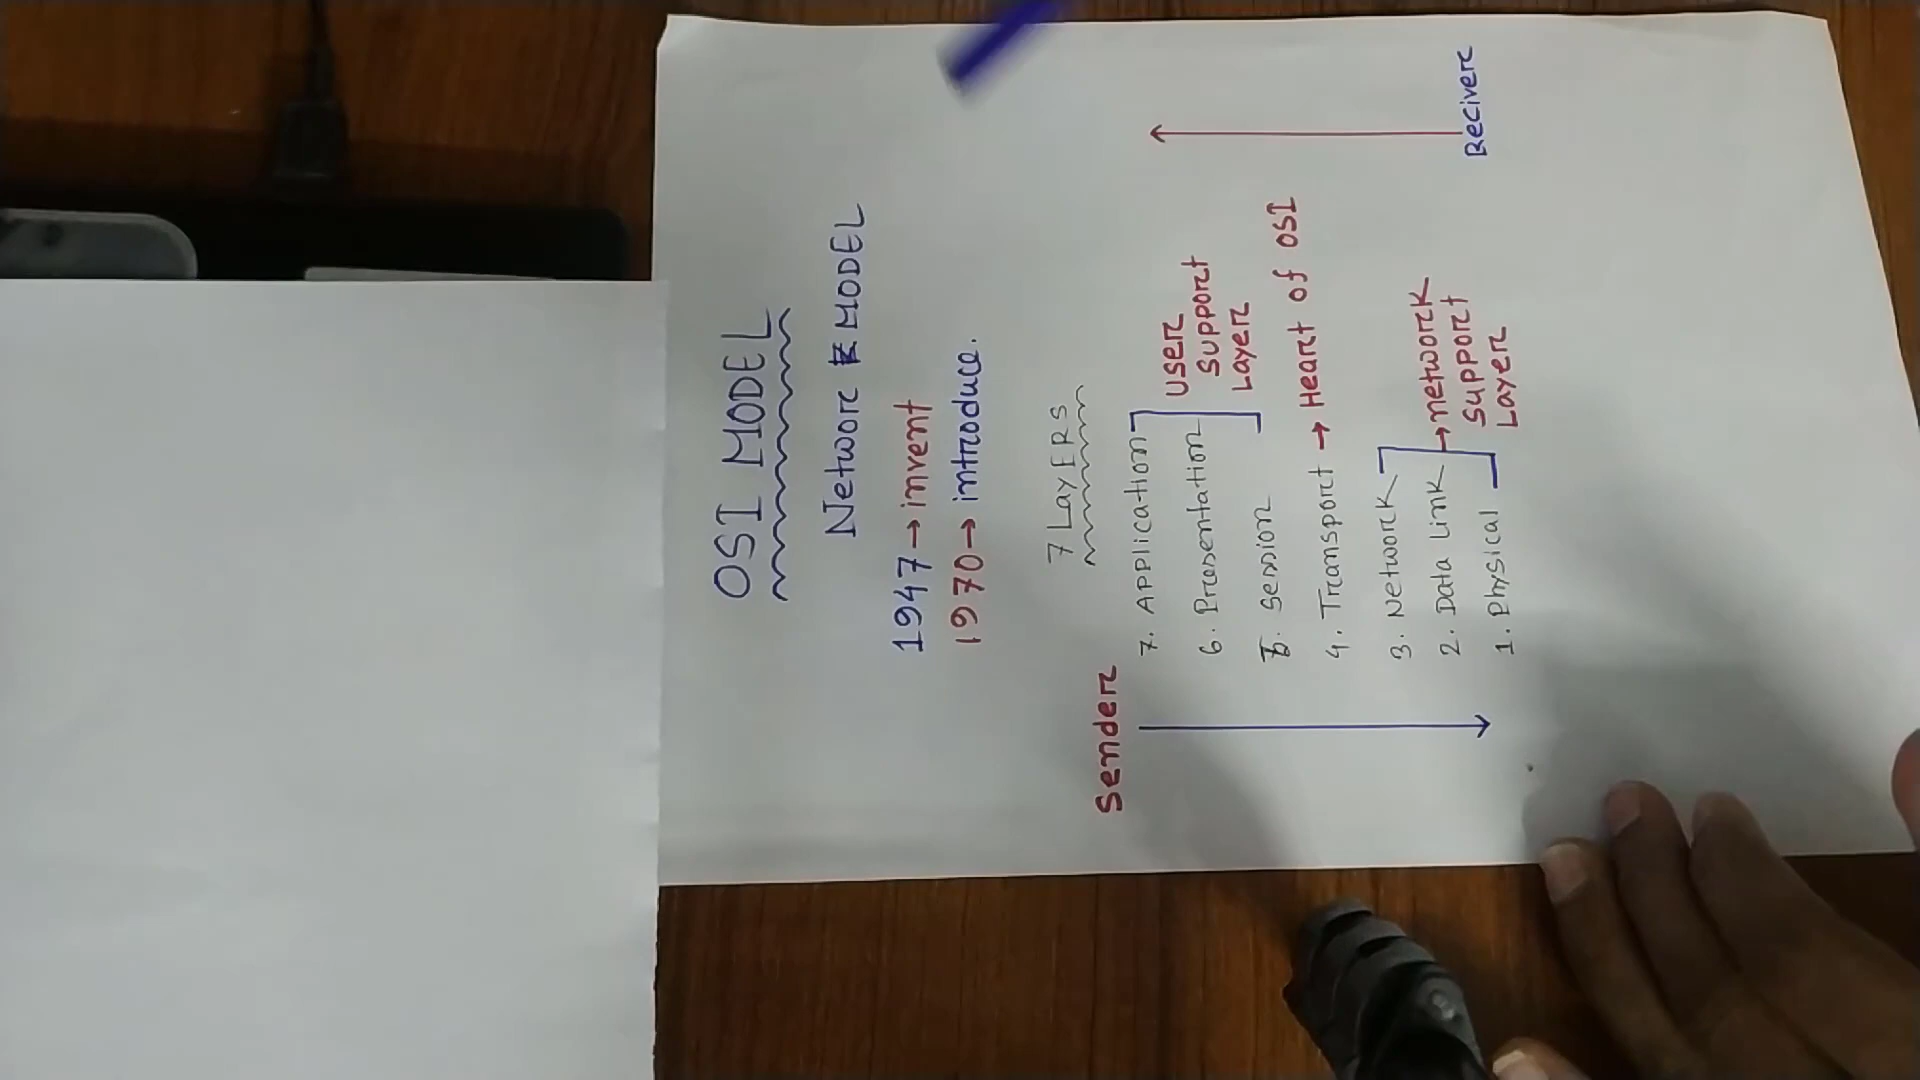 OSI MODEL
Network MODEL
1947 → invent
1970 → introduce.
7 LayERS
Sender
7. Application
6. Presentation
5. Session
User
Support
Layer
4. Transport → Heart of OSI
3. Network
2. Data Link
1. Physical
→ network
Support
Layer
Reciver